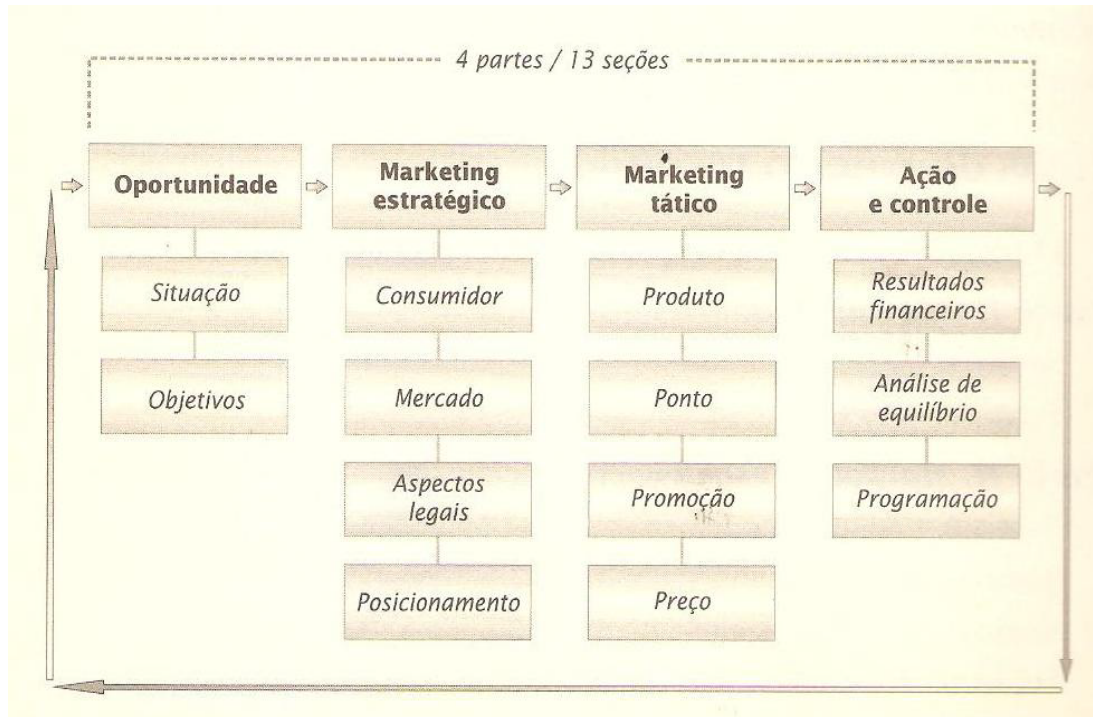 4 partes / 13 seções
Oportunidade
Marketing
estratégico
Marketing
tático
Ação
e controle
Situação
Objetivos
Consumidor
Mercado
Aspectos
legais
Posicionamento
Produto
Ponto
Promoção
Preço
Resultados
financeiros
Análise de
equilíbrio
Programação